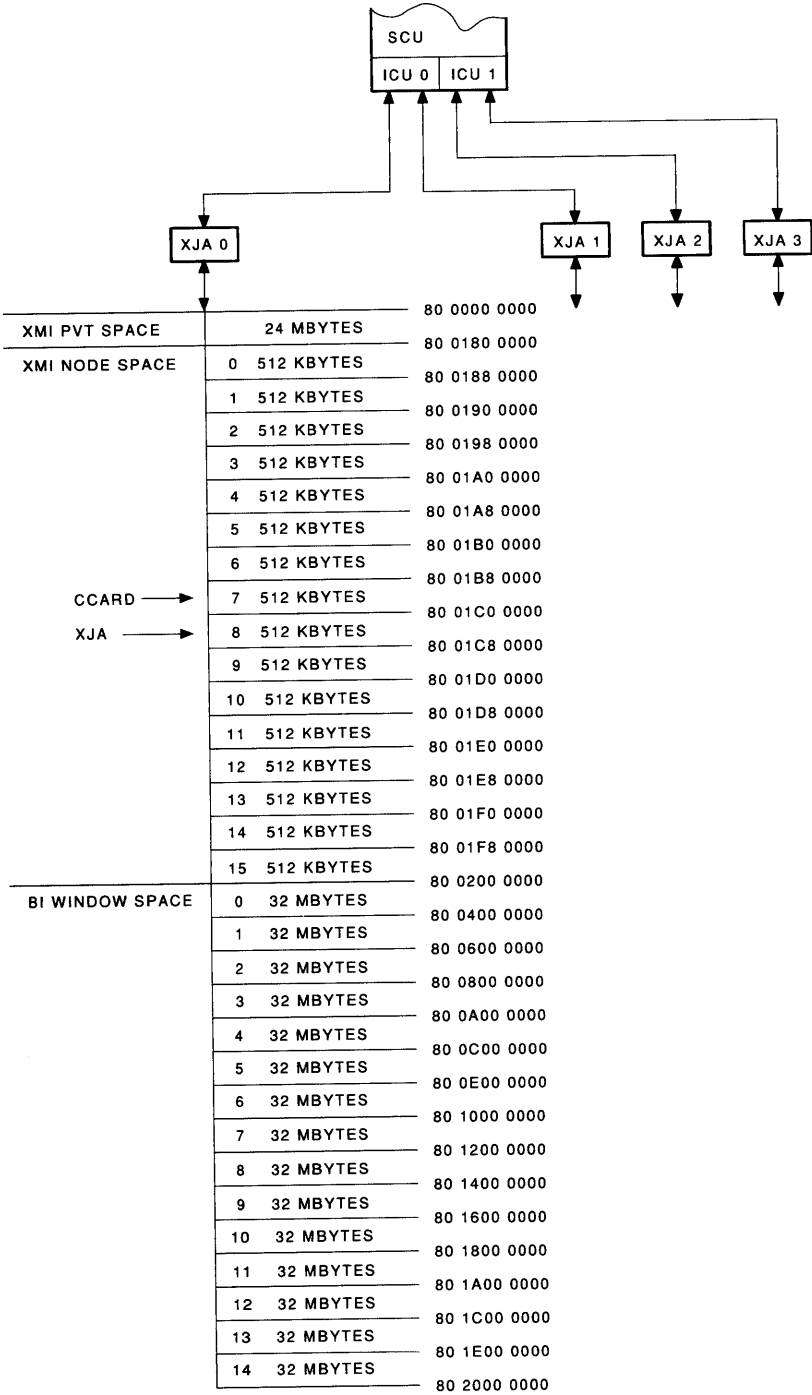 SCU
ICU 0 ICU 1
XJA 0 XJA 1 XJA 2 XJA 3
80 0000 0000
XMI PVT SPACE 24 MBYTES
80 0180 0000
XMI NODE SPACE 0 512 KBYTES
80 0188 0000
1 512 KBYTES
80 0190 0000
2 512 KBYTES
80 0198 0000
3 512 KBYTES
80 01A0 0000
4 512 KBYTES
80 01A8 0000
5 512 KBYTES
80 01B0 0000
6 512 KBYTES
80 01B8 0000
CCARD 7 512 KBYTES
80 01C0 0000
XJA 8 512 KBYTES
80 01C8 0000
9 512 KBYTES
80 01D0 0000
10 512 KBYTES
80 01D8 0000
11 512 KBYTES
80 01E0 0000
12 512 KBYTES
80 01E8 0000
13 512 KBYTES
80 01F0 0000
14 512 KBYTES
80 01F8 0000
15 512 KBYTES
80 0200 0000
BI WINDOW SPACE 0 32 MBYTES
80 0400 0000
1 32 MBYTES
80 0600 0000
2 32 MBYTES
80 0800 0000
3 32 MBYTES
80 0A00 0000
4 32 MBYTES
80 0C00 0000
5 32 MBYTES
80 0E00 0000
6 32 MBYTES
80 1000 0000
7 32 MBYTES
80 1200 0000
8 32 MBYTES
80 1400 0000
9 32 MBYTES
80 1600 0000
10 32 MBYTES
80 1800 0000
11 32 MBYTES
80 1A00 0000
12 32 MBYTES
80 1C00 0000
13 32 MBYTES
80 1E00 0000
14 32 MBYTES
80 2000 0000